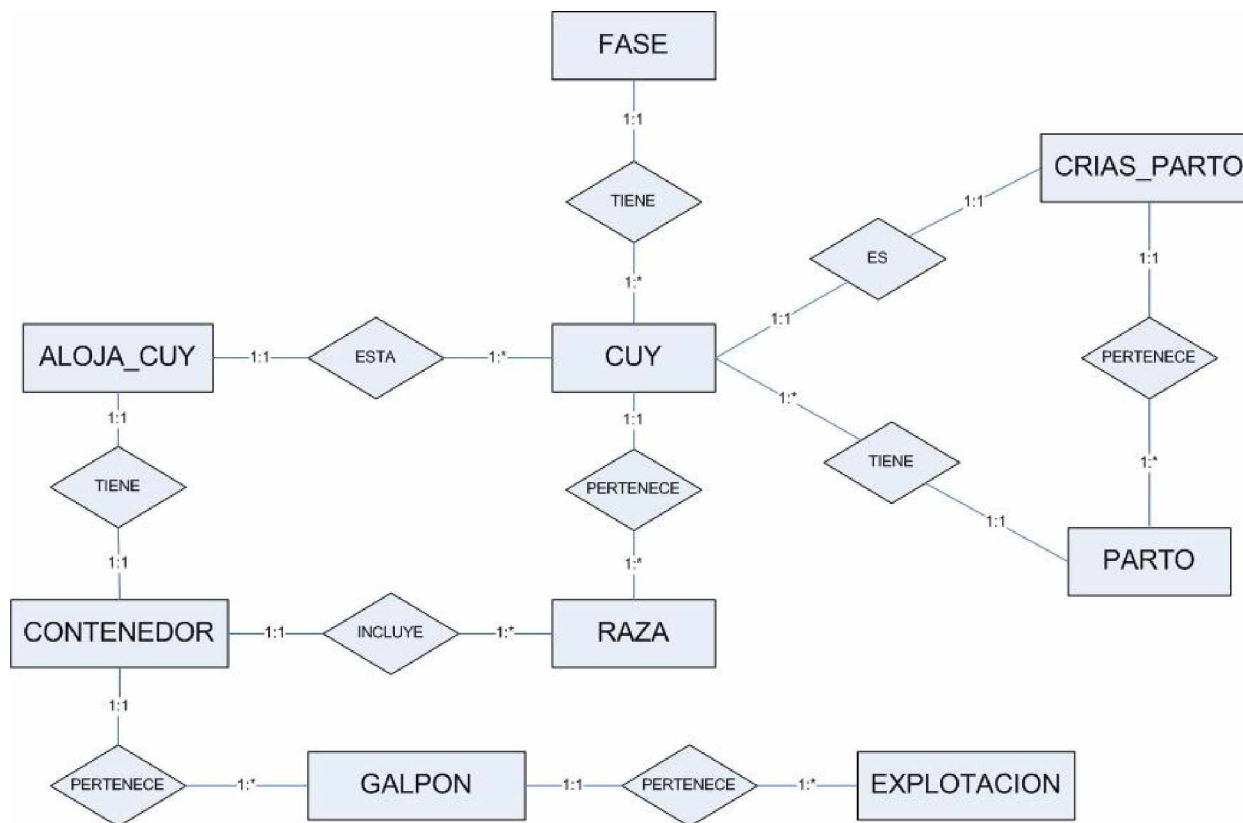 FASE
1:1
CRIAS_PARTO
TIENE
1:1
ES
1:1
1:*
1:1
ALOJA_CUY
1:1
ESTA
1:*
CUY
PERTENECE
1:1
1:1
1:*
TIENE
PERTENECE
TIENE
1:*
1:1
1:1
1:*
PARTO
CONTENEDOR
1:1
INCLUYE
1:*
RAZA
1:1
PERTENECE
1:*
GALPON
1:1
PERTENECE
1:*
EXPLOTACION